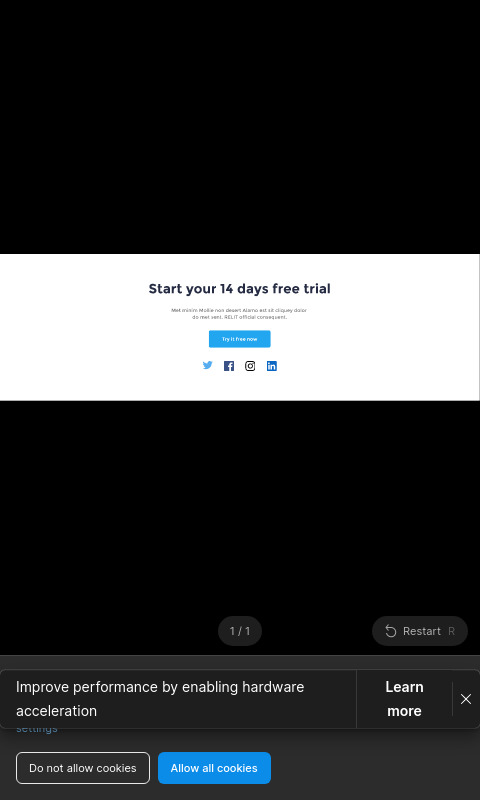 Start your 14 days free trial
Met minim Mollie non desert Alamo est sit cliquey dolor
do met sent. RELIT official consequent.
Try it free now
1 / 1
Restart R
Improve performance by enabling hardware
acceleration
Learn
more
settings
Do not allow cookies
Allow all cookies